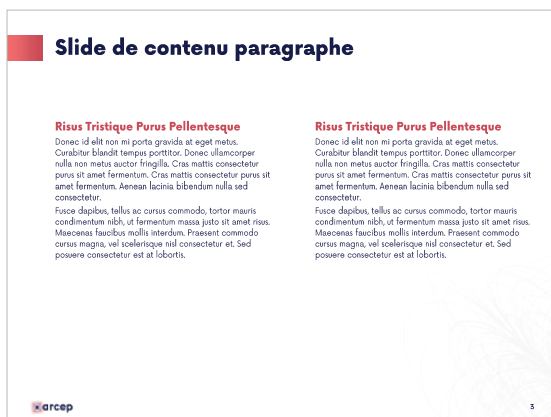 Slide de contenu paragraphe
Risus Tristique Purus Pellentesque
Donec id elit non mi porta gravida at eget metus.
Curabitur blandit tempus porttitor. Donec ullamcorper
nulla non metus auctor fringilla. Cras mattis consectetur
purus sit amet fermentum. Cras mattis consectetur purus sit
amet fermentum. Aenean lacinia bibendum nulla sed
consectetur.
Fusce dapibus, tellus ac cursus commodo, tortor mauris
condimentum nibh, ut fermentum massa justo sit amet risus.
Maecenas faucibus mollis interdum. Praesent commodo
cursus magna, vel scelerisque nisl consectetur et. Sed
posuere consectetur est at lobortis.
Risus Tristique Purus Pellentesque
Donec id elit non mi porta gravida at eget metus.
Curabitur blandit tempus porttitor. Donec ullamcorper
nulla non metus auctor fringilla. Cras mattis consectetur
purus sit amet fermentum. Cras mattis consectetur purus sit
amet fermentum. Aenean lacinia bibendum nulla sed
consectetur.
Fusce dapibus, tellus ac cursus commodo, tortor mauris
condimentum nibh, ut fermentum massa justo sit amet risus.
Maecenas faucibus mollis interdum. Praesent commodo
cursus magna, vel scelerisque nisl consectetur et. Sed
posuere consectetur est at lobortis.
arcep
3